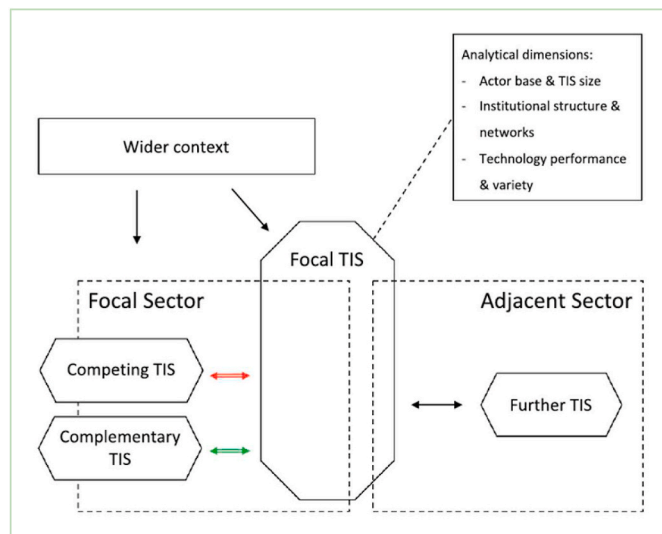 Analytical dimensions:
- Actor base & TIS size
- Institutional structure &
networks
- Technology performance
& variety
Wider context
Focal TIS
Focal Sector
Adjacent Sector
Competing TIS
Complementary
TIS
Further TIS